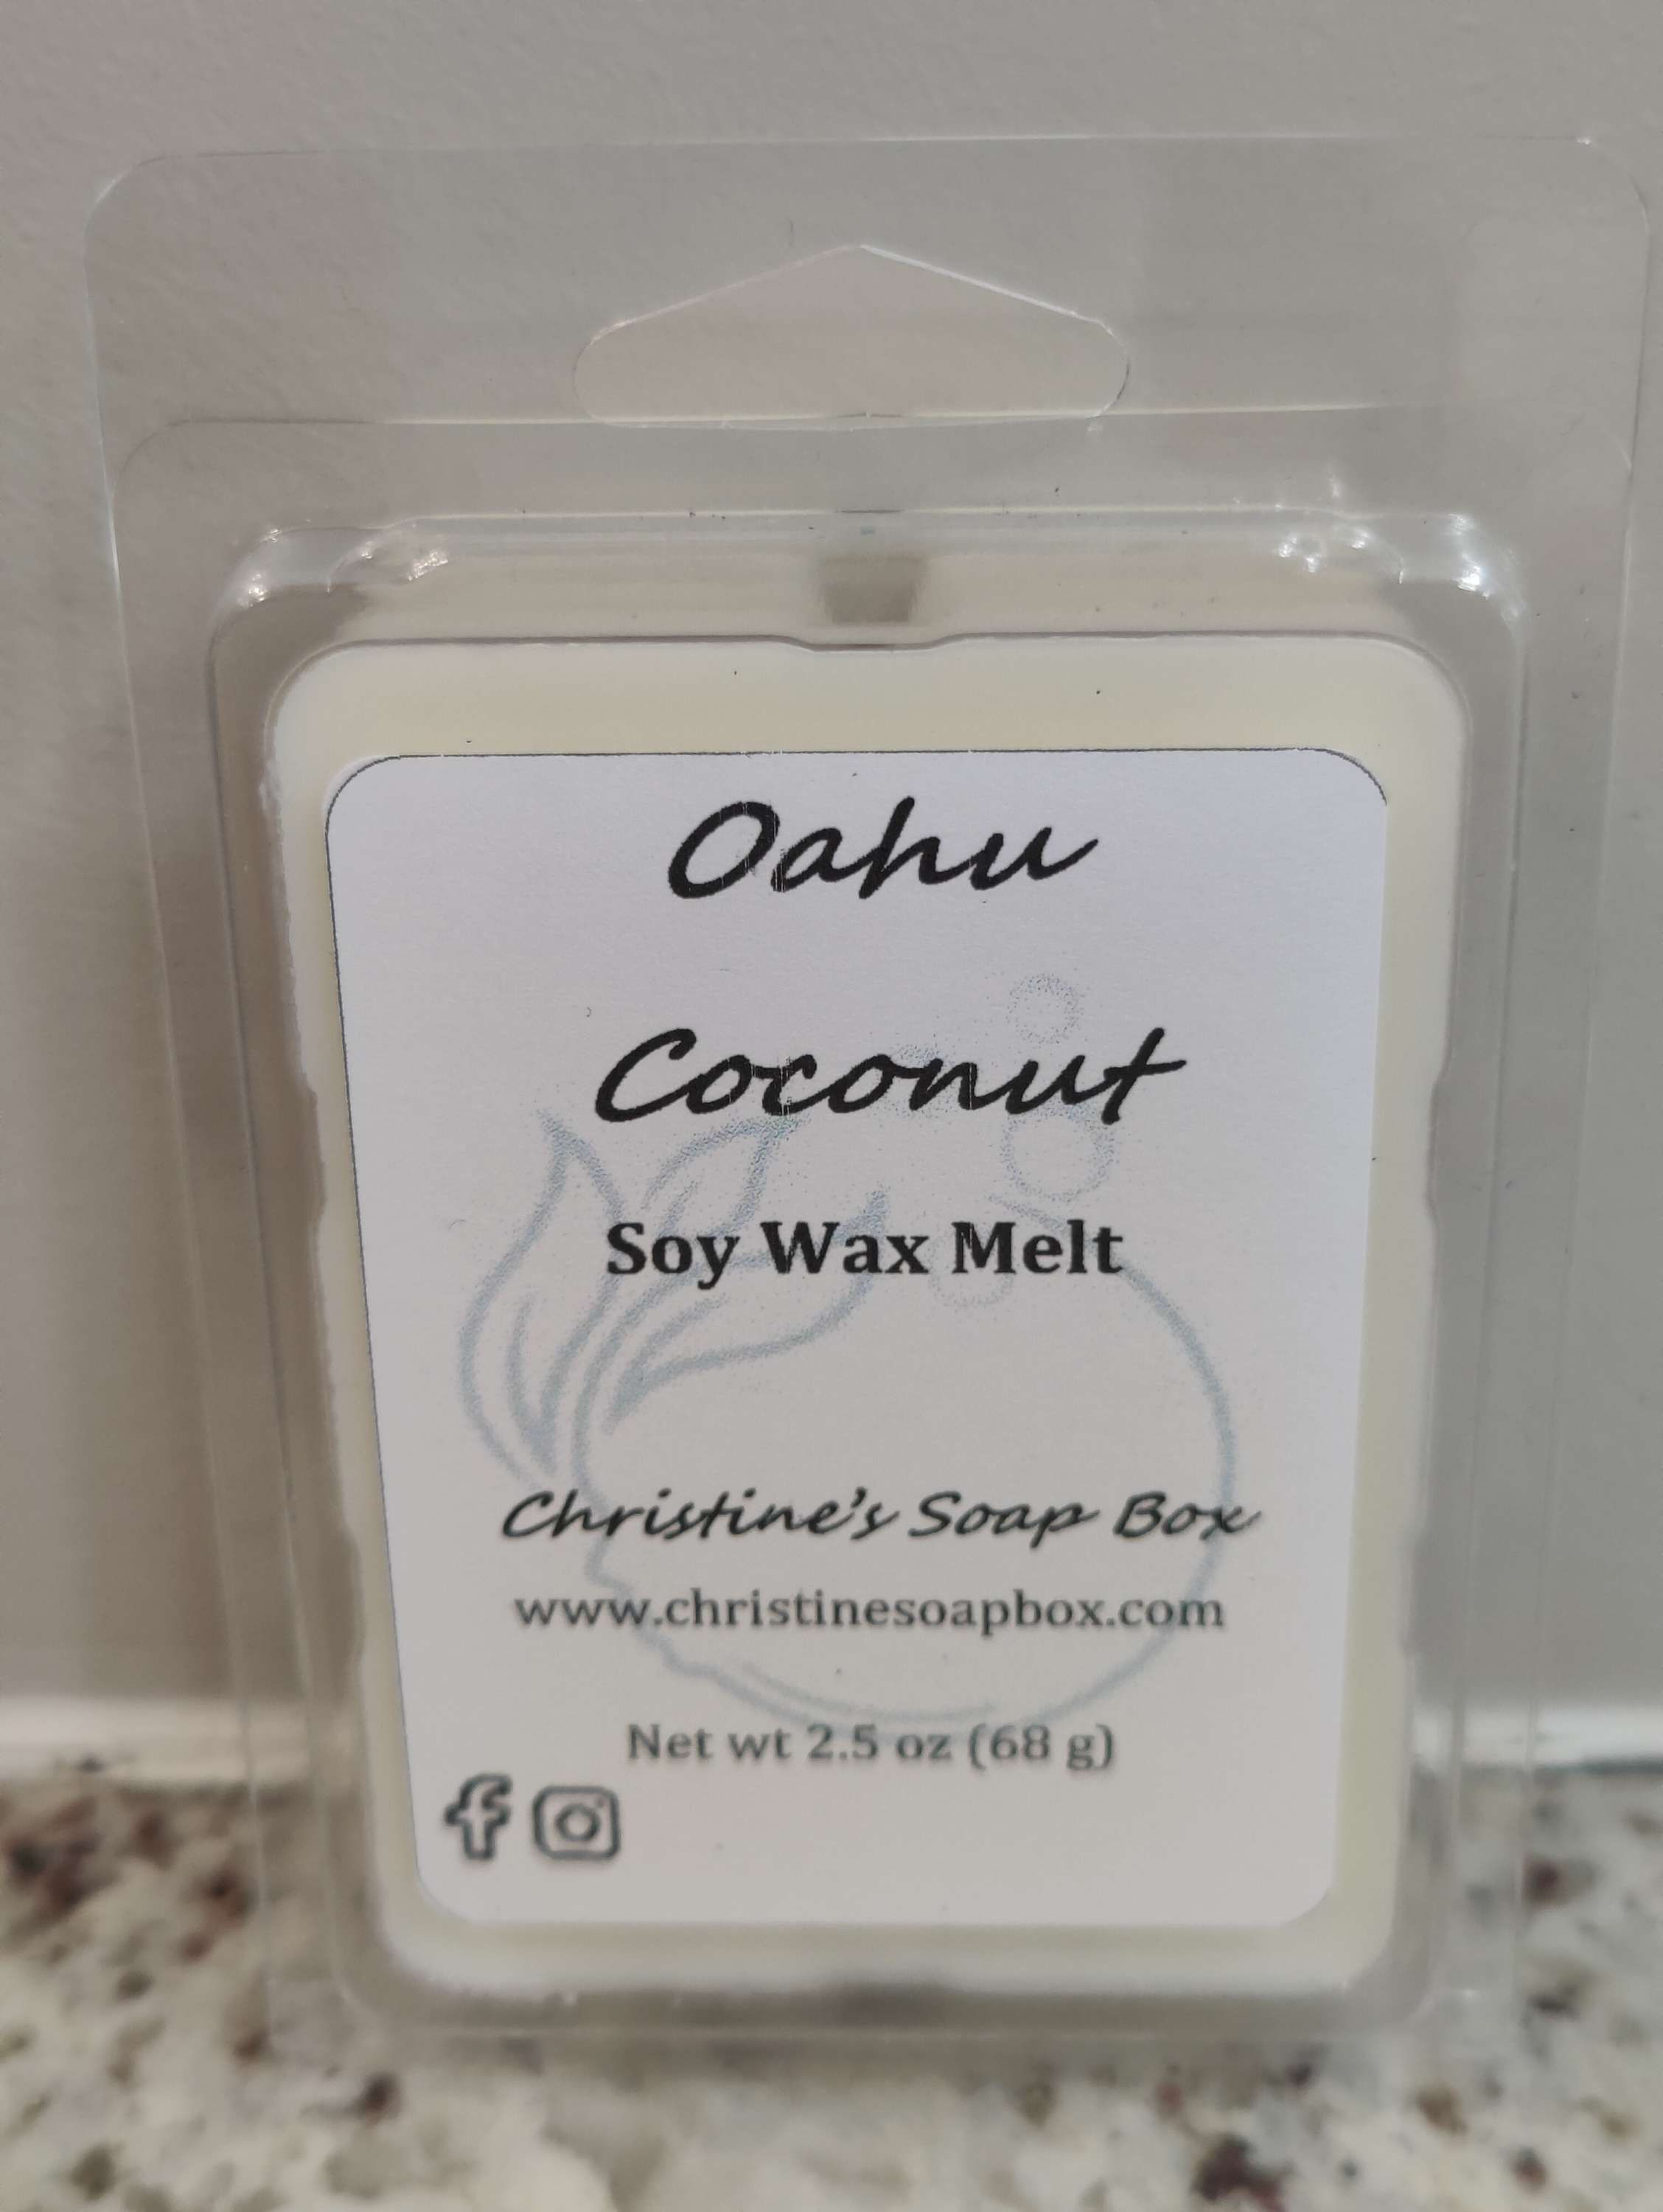 Oahu
Coconut
Soy Wax Melt
Christine's Soap Box
www.christinesoapbox.com
Net wt 2.5 oz (68 g)